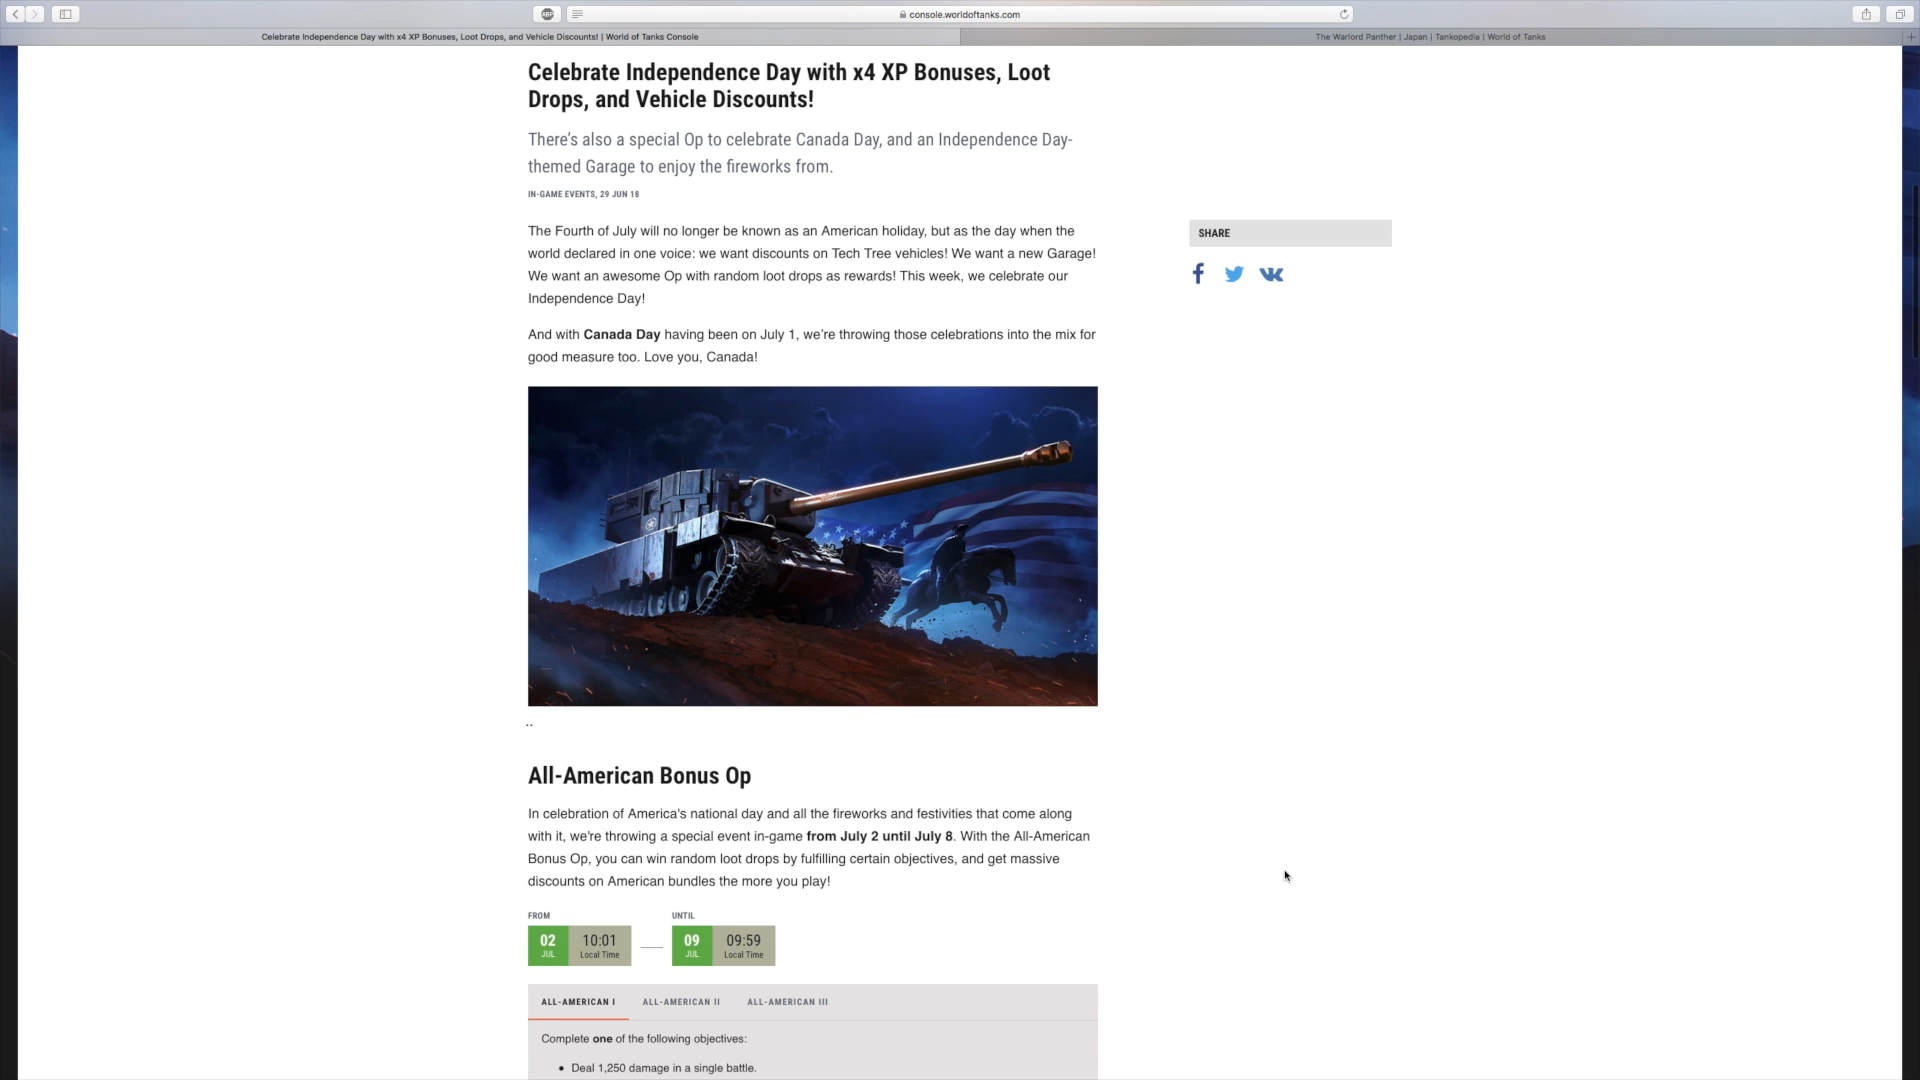 ABP
console.worldoftanks.com
Celebrate Independence Day with x4 XP Bonuses, Loot Drops, and Vehicle Discounts! | World of Tanks Console
The Warlord Panther | Japan | Tankopedia | World of Tanks
Celebrate Independence Day with x4 XP Bonuses, Loot
Drops, and Vehicle Discounts!
There's also a special Op to celebrate Canada Day, and an Independence Day-
themed Garage to enjoy the fireworks from.
IN-GAME EVENTS, 29 JUN 18
The Fourth of July will no longer be known as an American holiday, but as the day when the
world declared in one voice: we want discounts on Tech Tree vehicles! We want a new Garage!
We want an awesome Op with random loot drops as rewards! This week, we celebrate our
Independence Day!
SHARE
And with Canada Day having been on July 1, we're throwing those celebrations into the mix for
good measure too. Love you, Canada!
..
All-American Bonus Op
In celebration of America's national day and all the fireworks and festivities that come along
with it, we're throwing a special event in-game from July 2 until July 8. With the All-American
Bonus Op, you can win random loot drops by fulfilling certain objectives, and get massive
discounts on American bundles the more you play!
FROM UNTIL
02 10:01 09 09:59
JUL Local Time JUL Local Time
ALL-AMERICAN I ALL-AMERICAN II ALL-AMERICAN III
Complete one of the following objectives:
• Deal 1,250 damage in a single battle.